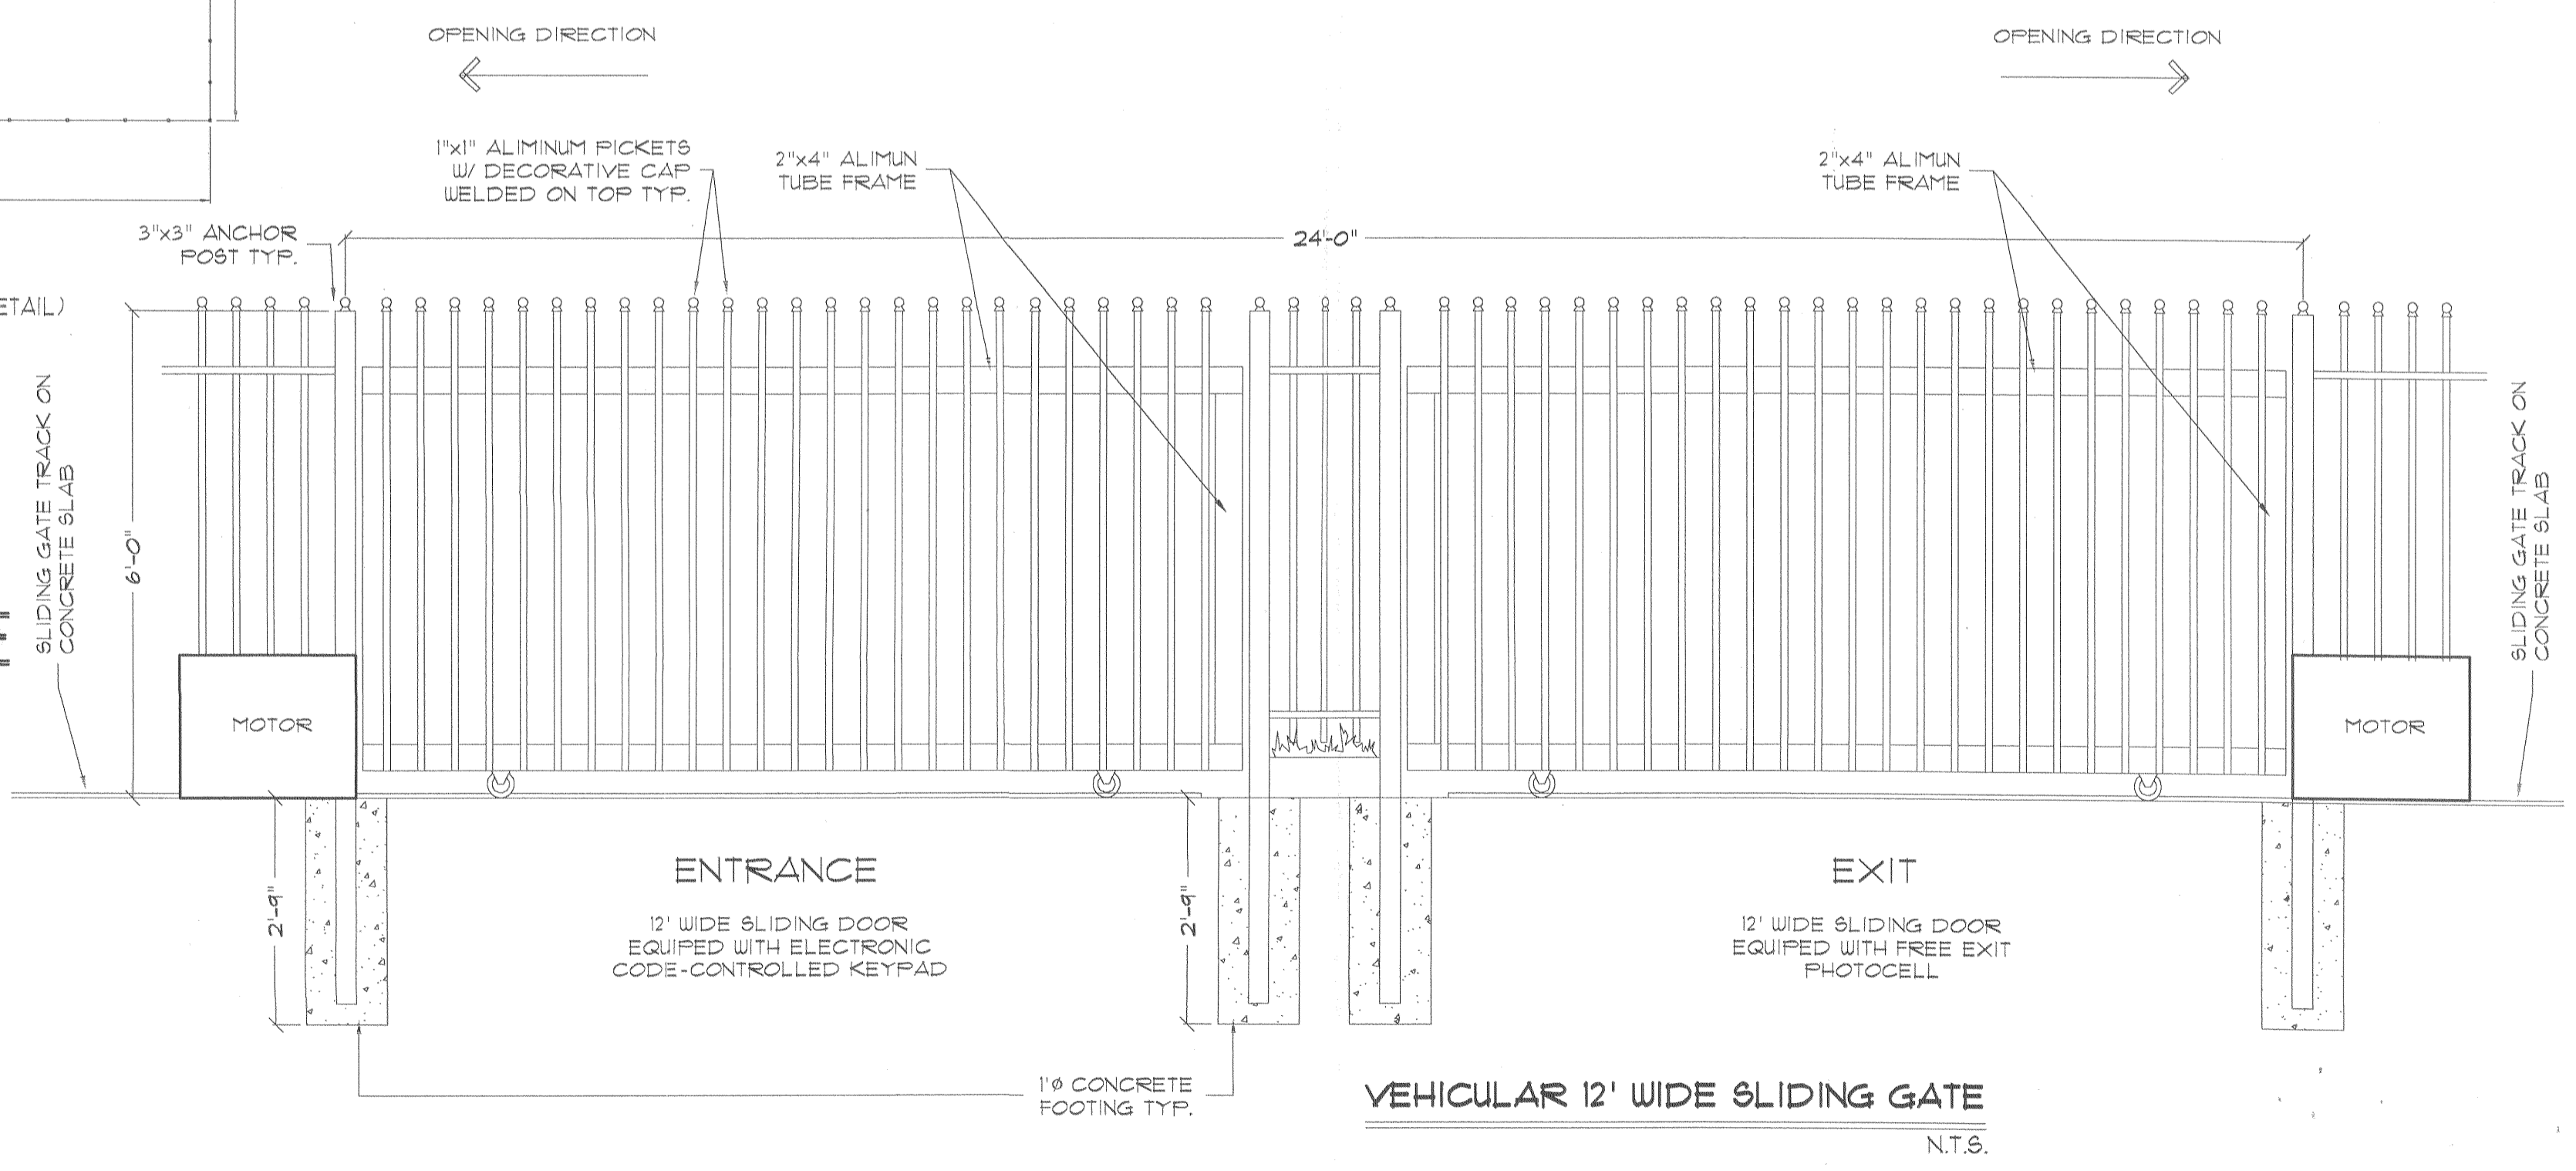 OPENING DIRECTION
OPENING DIRECTION
1"x1" ALIMINUM PICKETS
W/ DECORATIVE CAP
WELDED ON TOP TYP.
2"x4" ALIMUN
TUBE FRAME
2"x4" ALIMUN
TUBE FRAME
3"x3" ANCHOR
POST TYP.
24'-0"
ETAIL)
SLIDING GATE TRACK ON
CONCRETE SLAB
6'-0"
SLIDING GATE TRACK ON
CONCRETE SLAB
MOTOR
MOTOR
2'-9"
ENTRANCE
12' WIDE SLIDING DOOR
EQUIPED WITH ELECTRONIC
CODE-CONTROLLED KEYPAD
2'-9"
EXIT
12' WIDE SLIDING DOOR
EQUIPED WITH FREE EXIT
PHOTOCELL
1'Ø CONCRETE
FOOTING TYP.
VEHICULAR 12' WIDE SLIDING GATE
N.T.S.